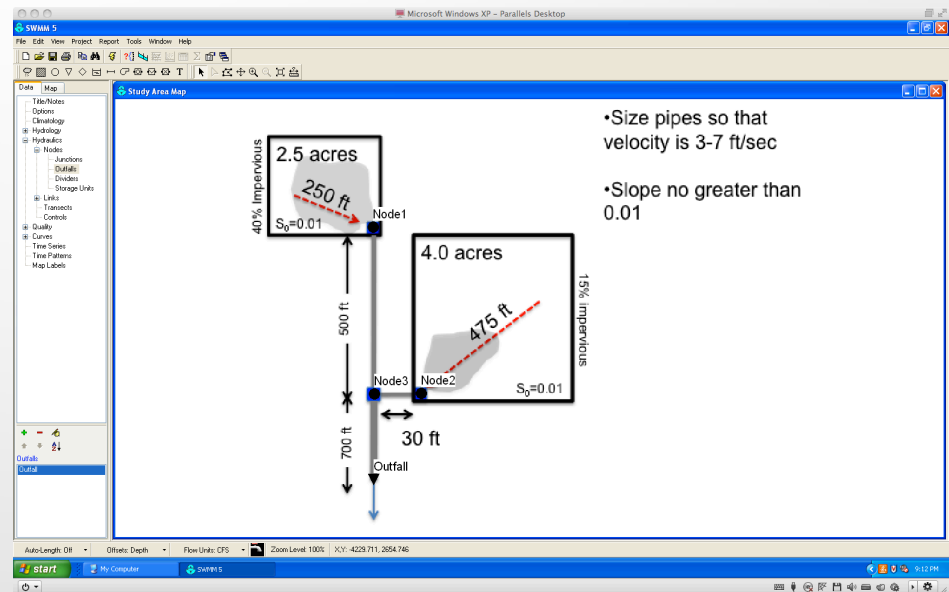 Microsoft Windows XP - Parallels Desktop
SWMM 5
File Edit View Project Report Tools Window Help
T
Data Map
Title/Notes
Options
Climatology
Hydrology
Hydraulics
Nodes
Junctions
Outfalls
Dividers
Storage Units
Links
Transects
Controls
Quality
Curves
Time Series
Time Patterns
Map Labels
Outfalls
Outfall
Study Area Map
40% Impervious
2.5 acres
250 ft
S₀=0.01
Node1
500 ft
4.0 acres
475 ft
15% impervious
S₀=0.01
Node3
Node2
30 ft
700 ft
Outfall
•Size pipes so that
velocity is 3-7 ft/sec
•Slope no greater than
0.01
Auto-Length: Off Offsets: Depth Flow Units: CFS Zoom Level: 100% X,Y: -4229.711, 2654.746
start My Computer SWMM 5 9:12 PM